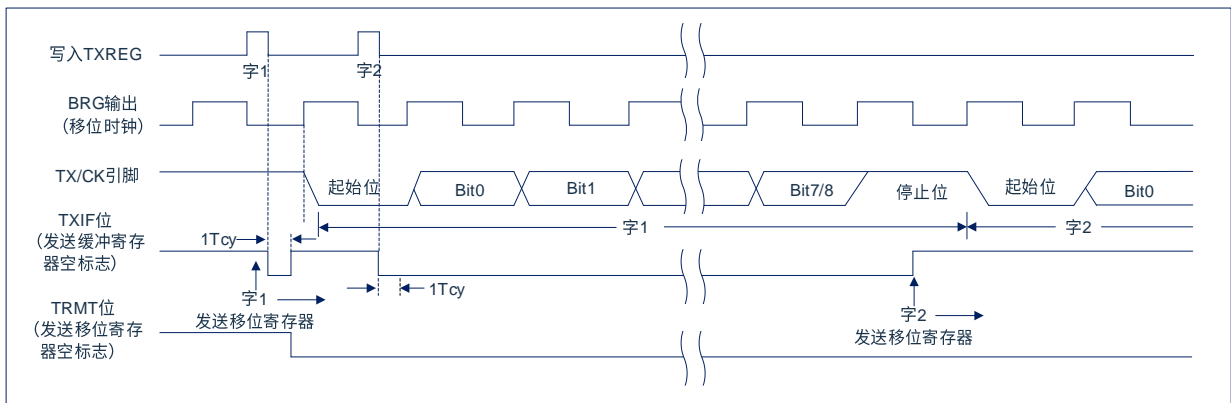 写入TXREG
字1
字2
BRG输出
（移位时钟）
TX/CK引脚
起始位
Bit0
Bit1
Bit7/8
停止位
起始位
Bit0
字1
字2
TXIF位
（发送缓冲寄存
器空标志）
1Tcy
1Tcy
字1
发送移位寄存器
字2
发送移位寄存器
TRMT位
（发送移位寄存
器空标志）